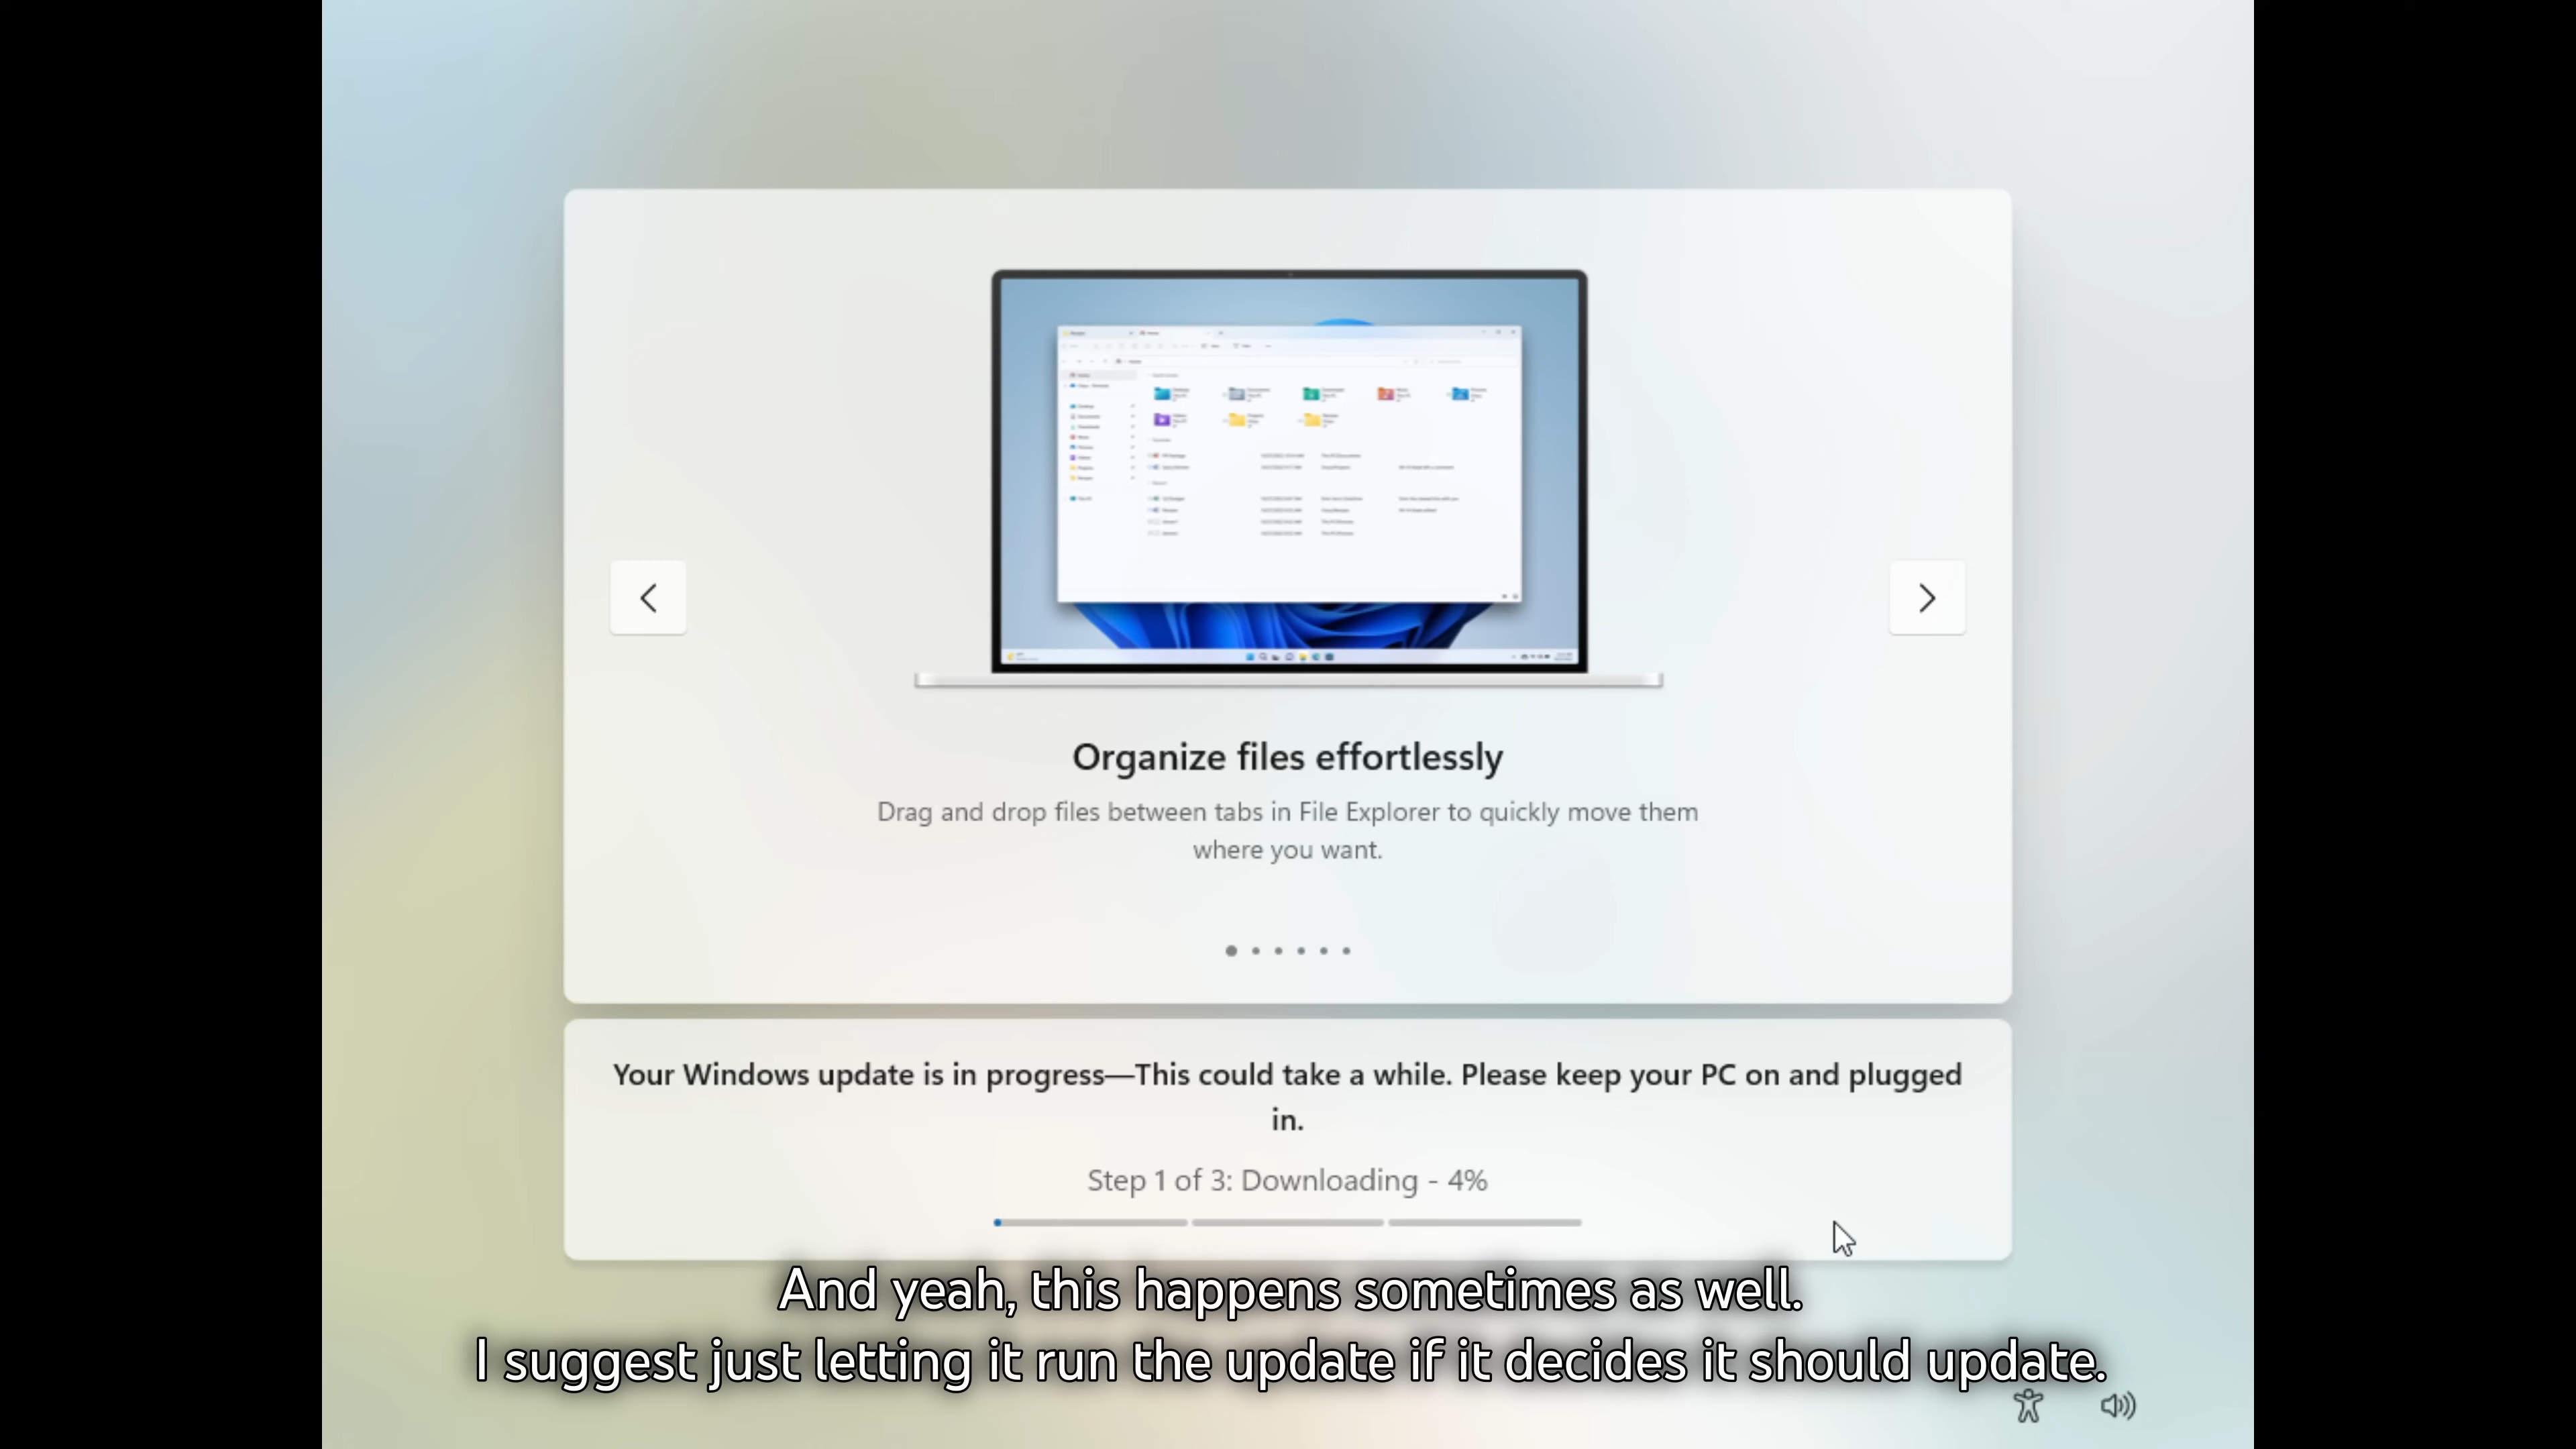 Organize files effortlessly
Drag and drop files between tabs in File Explorer to quickly move them
where you want.
Your Windows update is in progress—This could take a while. Please keep your PC on and plugged
in.
Step 1 of 3: Downloading - 4%
And yeah, this happens sometimes as well.
I suggest just letting it run the update if it decides it should update.